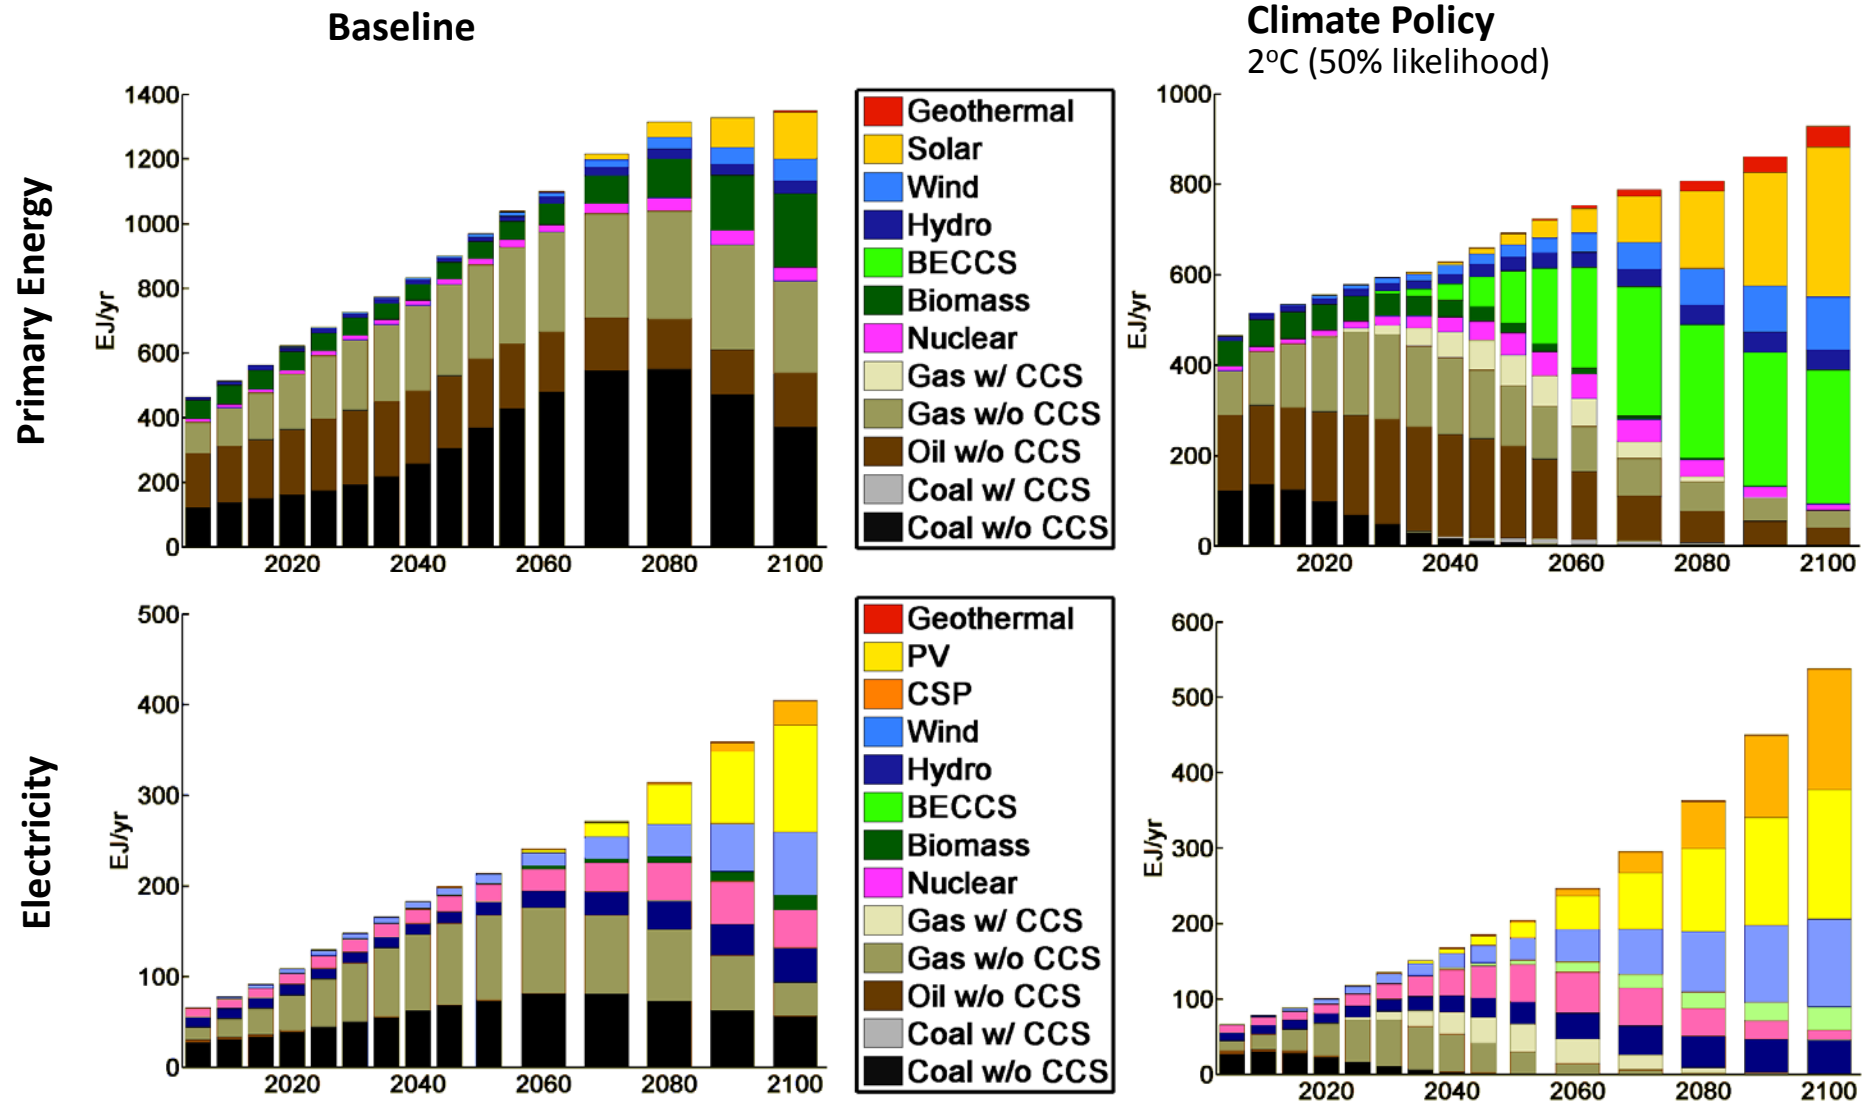 Baseline
Climate Policy
2ºC (50% likelihood)
Primary Energy
EJ/yr
1400
1200
1000
800
600
400
200
0
2020 2040 2060 2080 2100
Geothermal
Solar
Wind
Hydro
BECCS
Biomass
Nuclear
Gas w/ CCS
Gas w/o CCS
Oil w/o CCS
Coal w/ CCS
Coal w/o CCS
EJ/yr
1000
800
600
400
200
0
2020 2040 2060 2080 2100
Electricity
EJ/yr
500
400
300
200
100
0
2020 2040 2060 2080 2100
Geothermal
PV
CSP
Wind
Hydro
BECCS
Biomass
Nuclear
Gas w/ CCS
Gas w/o CCS
Oil w/o CCS
Coal w/ CCS
Coal w/o CCS
EJ/yr
600
500
400
300
200
100
0
2020 2040 2060 2080 2100